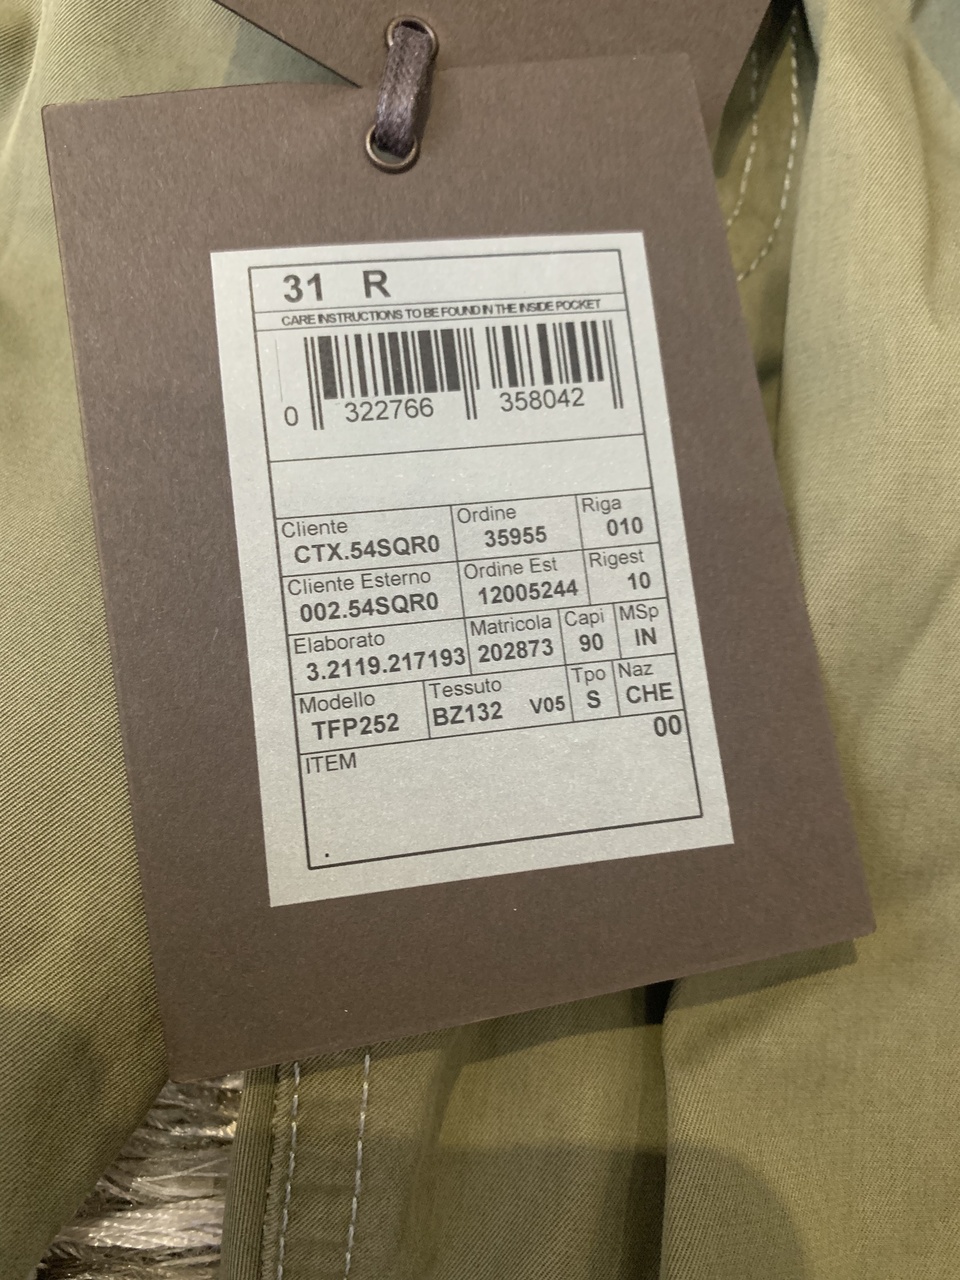 31 R
CARE INSTRUCTIONS TO BE FOUND IN THE INSIDE POCKET
0 322766 358042
Cliente Ordine Riga
CTX.54SQR0 35955 010
Cliente Esterno Ordine Est Rigest
002.54SQR0 12005244 10
Elaborato Matricola Capi MSp
3.2119.217193 202873 90 IN
Modello Tessuto Tpo Naz
TFP252 BZ132 V05 S CHE
ITEM 00
.